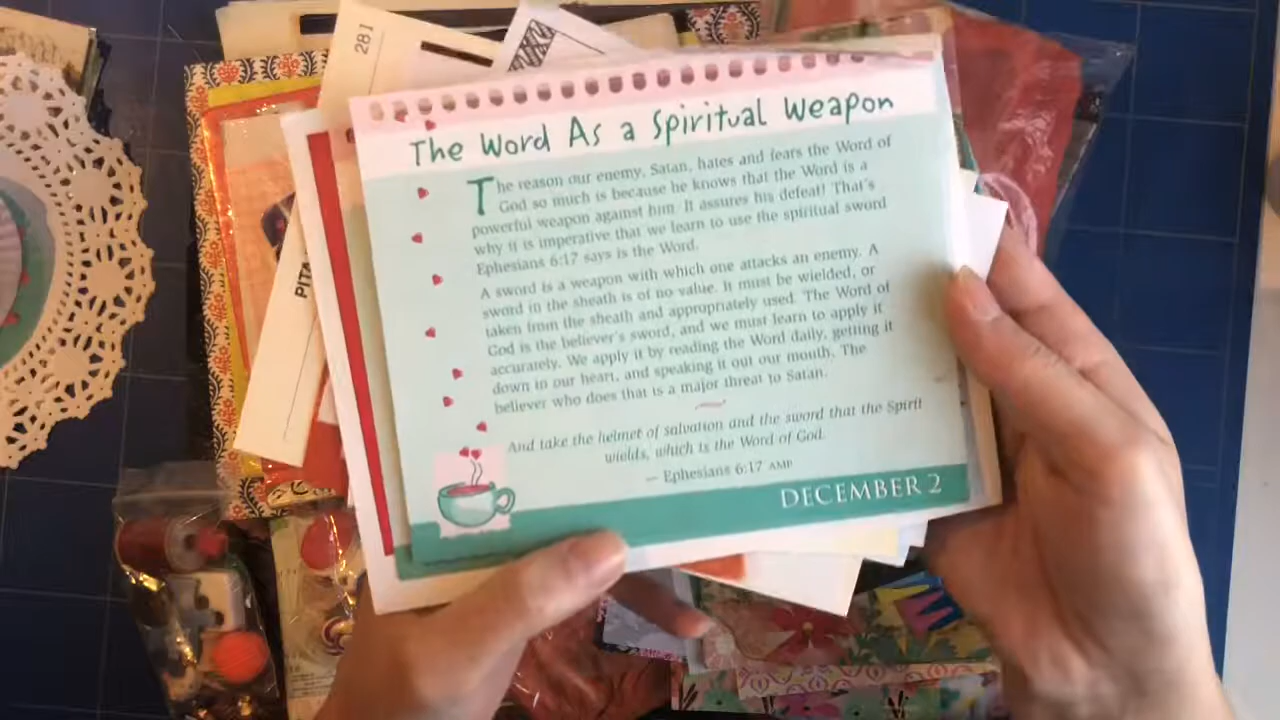 281
The Word As a Spiritual Weapon
The reason our enemy, Satan, hates and fears the Word of
God so much is because he knows that the Word is a
powerful weapon against him. It assures his defeat! That's
why it is imperative that we learn to use the spiritual sword
Ephesians 6:17 says is the Word.
A sword is a weapon with which one attacks an enemy. A
sword in the sheath is of no value. It must be wielded, or
taken from the sheath and appropriately used. The Word of
God is the believer's sword, and we must learn to apply it
accurately. We apply it by reading the Word daily, getting it
down in our heart, and speaking it out our mouth. The
believer who does that is a major threat to Satan.
And take the helmet of salvation and the sword that the Spirit
wields, which is the Word of God.
— Ephesians 6:17 AMP
DECEMBER 2
PITA